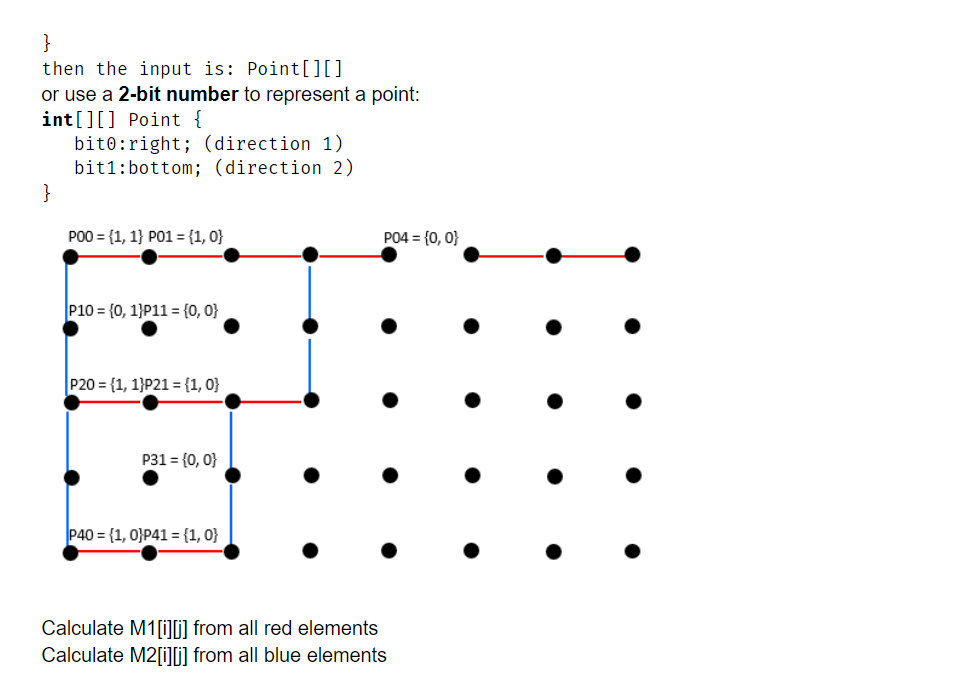 }
then the input is: Point[][]
or use a 2-bit number to represent a point:
int[][] Point {
bit0:right; (direction 1)
bit1:bottom; (direction 2)
}
P00 = {1, 1} P01 = {1, 0} P04 = {0, 0}
P10 = {0, 1}P11 = {0, 0}
P20 = {1, 1}P21 = {1, 0}
P31 = {0, 0}
P40 = {1, 0}P41 = {1, 0}
Calculate M1[i][j] from all red elements
Calculate M2[i][j] from all blue elements